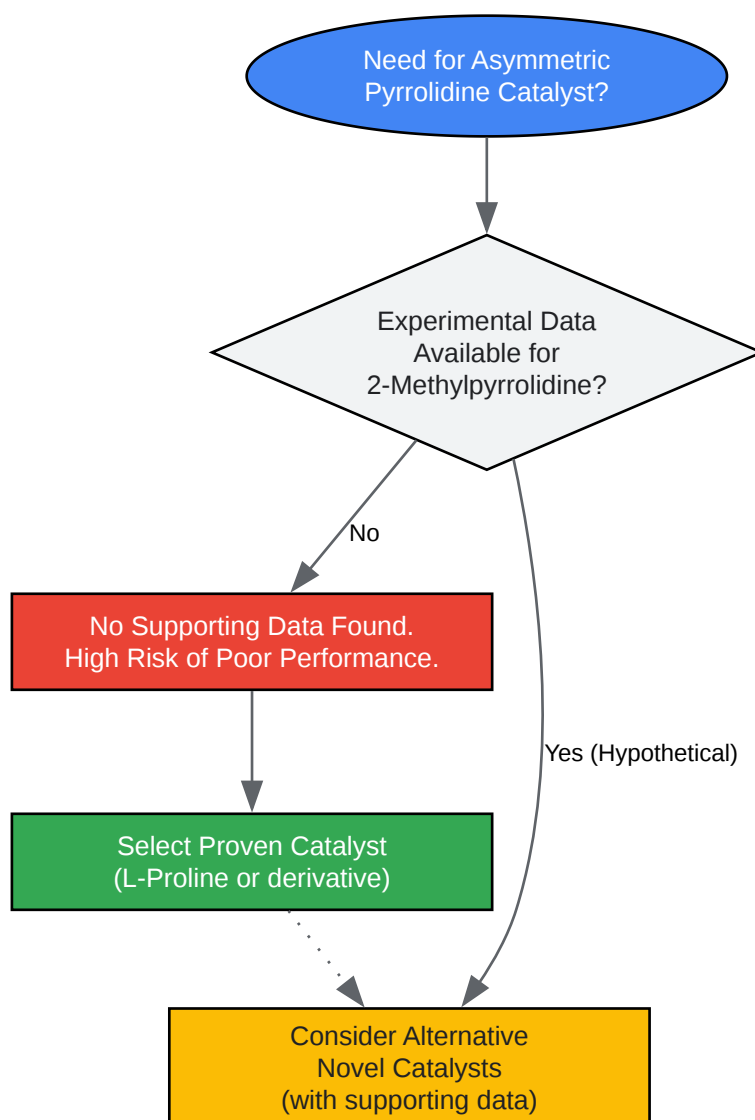 Need for Asymmetric
Pyrrolidine Catalyst?
Experimental Data
Available for
2-Methylpyrrolidine?
No
No Supporting Data Found.
High Risk of Poor Performance.
Yes (Hypothetical)
Select Proven Catalyst
(L-Proline or derivative)
Consider Alternative
Novel Catalysts
(with supporting data)